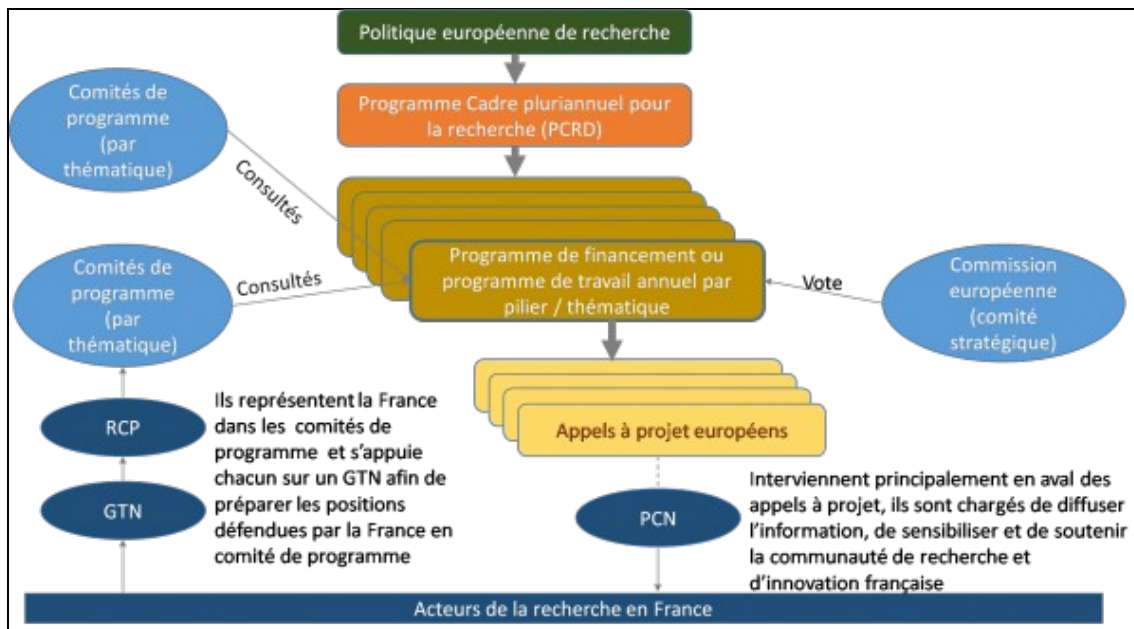 Politique européenne de recherche
Programme Cadre pluriannuel pour
la recherche (PCRD)
Comités de
programme
(par
thématique)
Consultés
Programme de financement ou
programme de travail annuel par
pilier / thématique
Comités de
programme
(par
thématique)
Consultés
Vote
Commission
européenne
(comité
stratégique)
Appels à projet européens
RCP
GTN
Ils représentent la France
dans les comités de
programme et s'appuie
chacun sur un GTN afin de
préparer les positions
défendues par la France en
comité de programme
PCN
Interviennent principalement en aval des
appels à projet, ils sont chargés de diffuser
l'information, de sensibiliser et de soutenir
la communauté de recherche et
d'innovation française
Acteurs de la recherche en France